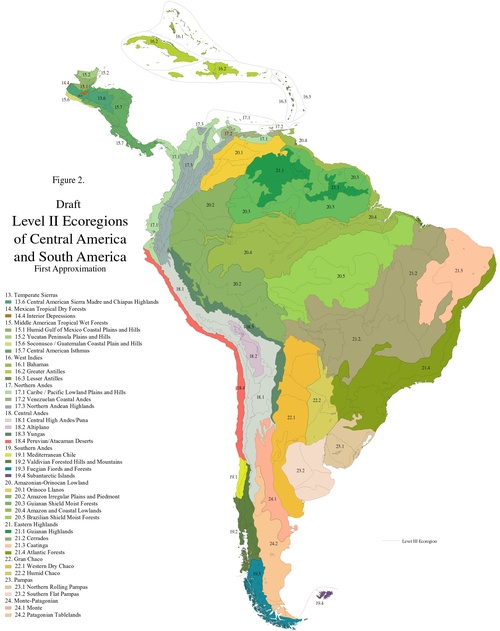 16.1
16.2
16.2
15.2
15.2
14.4
15.1
13.6
15.6
15.7
15.7
16.3
16.5
17.1
17.2
17.3
17.2
17.1
20.4
17.1
17.3
20.1
21.1
20.3
20.3
20.3
20.2
20.4
17.1
20.4
21.3
21.2
20.5
20.2
18.1
18.2
21.2
21.4
18.4
18.1
22.1
22.2
23.1
23.2
19.1
24.1
19.2
24.2
19.3
19.4
Figure 2.
Draft
Level II Ecoregions
of Central America
and South America
First Approximation
13. Temperate Sierras
13.6 Central American Sierra Madre and Chiapas Highlands
14. Mexican Tropical Dry Forests
14.4 Interior Depressions
15. Middle American Tropical Wet Forests
15.1 Humid Gulf of Mexico Coastal Plains and Hills
15.2 Yucatan Peninsula Plains and Hills
15.6 Soconusco / Guatemalan Coastal Plain and Hills
15.7 Central American Isthmus
16. West Indies
16.1 Bahamas
16.2 Greater Antilles
16.3 Lesser Antilles
17. Northern Andes
17.1 Caribe / Pacific Lowland Plains and Hills
17.2 Venezuelan Coastal Andes
17.3 Northern Andean Highlands
18. Central Andes
18.1 Central High Andes/Puna
18.2 Altiplano
18.3 Yungas
18.4 Peruvian/Atacaman Deserts
19. Southern Andes
19.1 Mediterranean Chile
19.2 Valdivian Forested Hills and Mountains
19.3 Fuegian Fjords and Forests
19.4 Subantarctic Islands
20. Amazonian-Orinocan Lowland
20.1 Orinoco Llanos
20.2 Amazon Irregular Plains and Piedmont
20.3 Guianan Shield Moist Forests
20.4 Amazon and Coastal Lowlands
20.5 Brazilian Shield Moist Forests
21. Eastern Highlands
21.1 Guianan Highlands
21.2 Cerrados
21.3 Caatinga
21.4 Atlantic Forests
22. Gran Chaco
22.1 Western Dry Chaco
22.2 Humid Chaco
23. Pampas
23.1 Northern Rolling Pampas
23.2 Southern Flat Pampas
24. Monte-Patagonian
24.1 Monte
24.2 Patagonian Tablelands
Level III Ecoregion